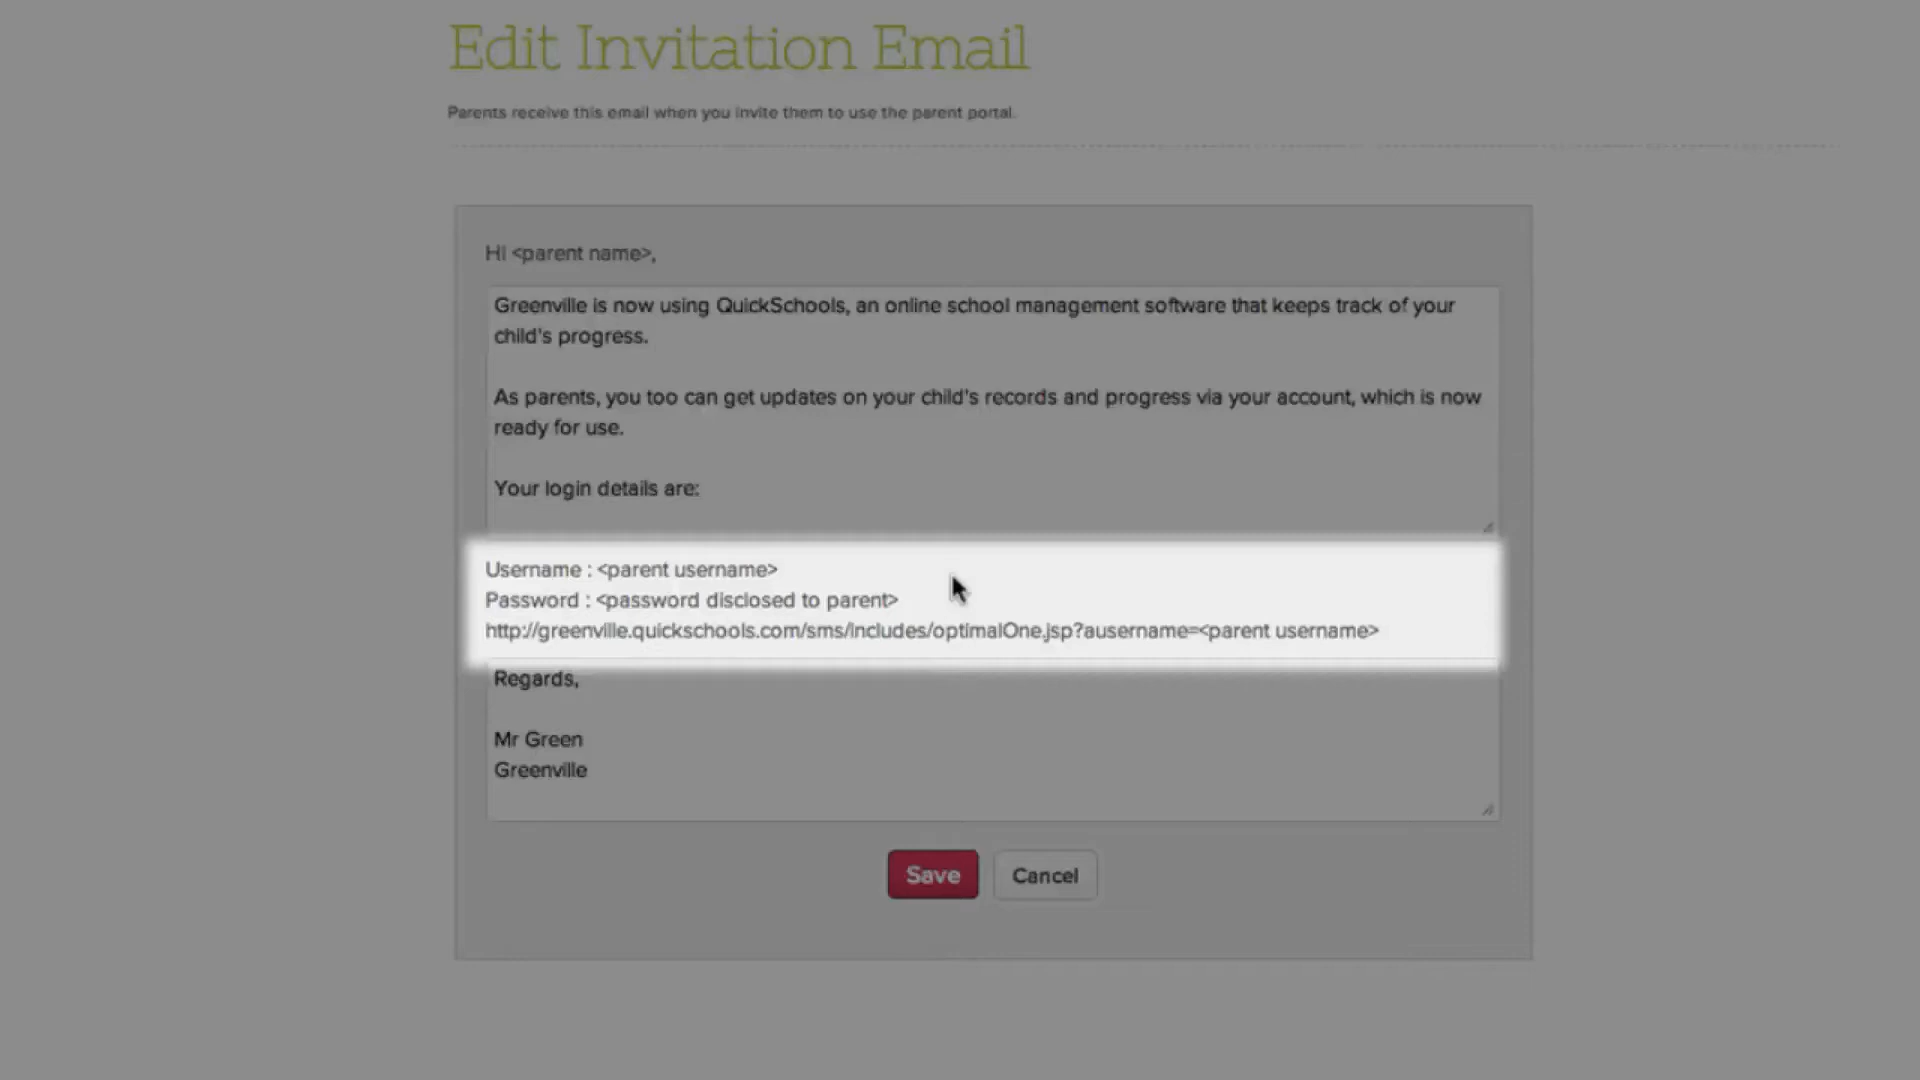 Edit Invitation Email
Parents receive this email when you invite them to use the parent portal.
Hi <parent name>,
Greenville is now using QuickSchools, an online school management software that keeps track of your
child's progress.
As parents, you too can get updates on your child's records and progress via your account, which is now
ready for use.
Your login details are:
Username : <parent username>
Password : <password disclosed to parent>
http://greenville.quickschools.com/sms/includes/optimalOne.jsp?ausername=<parent username>
Regards,
Mr Green
Greenville
Save Cancel